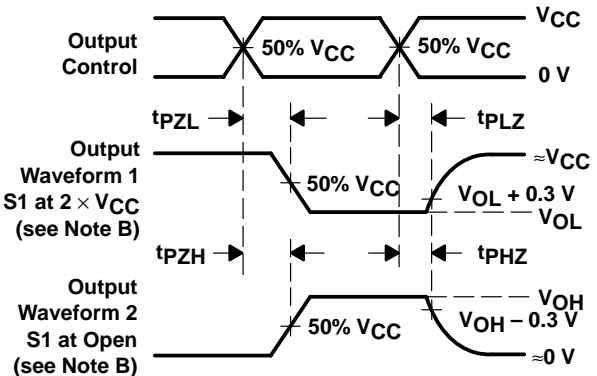 VCC
Output
Control
50% VCC
50% VCC
0 V
tPZL
tPLZ
Output
Waveform 1
S1 at 2 × VCC
(see Note B)
≈VCC
50% VCC
VOL + 0.3 V
VOL
tPZH
tPHZ
Output
Waveform 2
S1 at Open
(see Note B)
VOH
50% VCC
VOH – 0.3 V
≈0 V